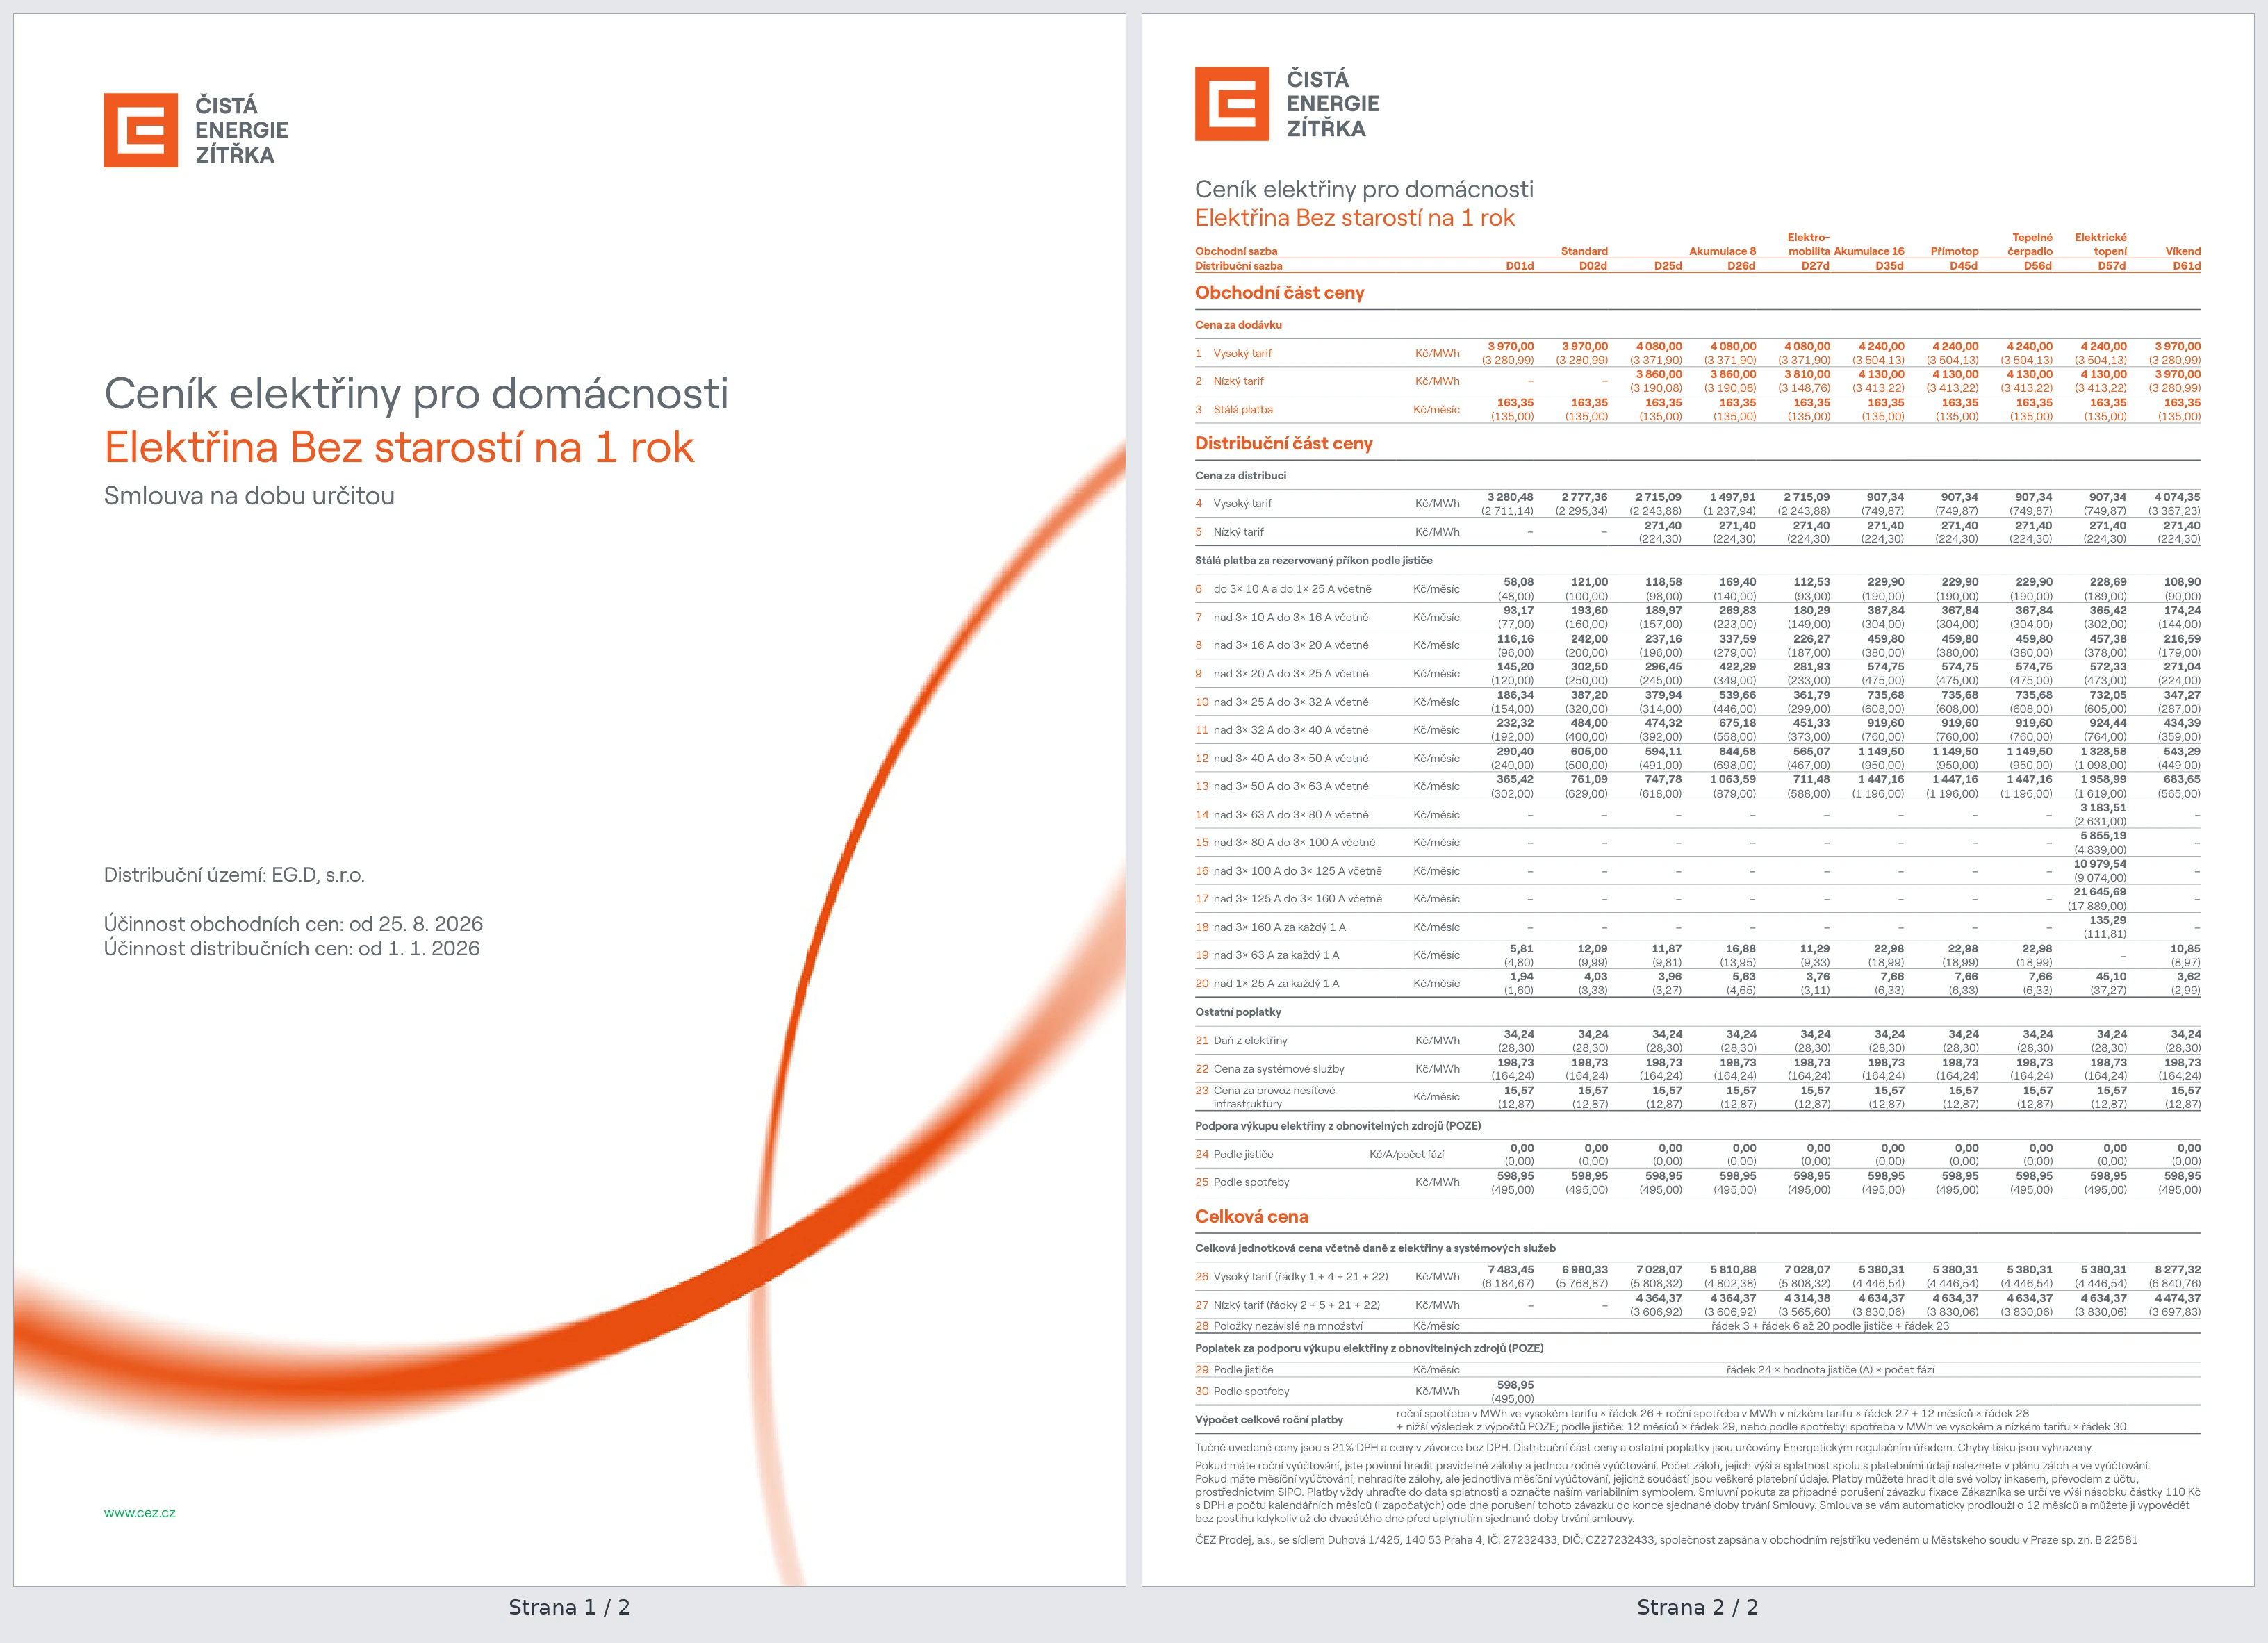 ČISTÁ
ENERGIE
ZÍTŘKA
Ceník elektřiny pro domácnosti
Elektřina Bez starostí na 1 rok
Smlouva na dobu určitou
Distribuční území: EG.D, s.r.o.
Účinnost obchodních cen: od 25. 8. 2026
Účinnost distribučních cen: od 1. 1. 2026
www.cez.cz
Strana 1 / 2
ČISTÁ
ENERGIE
ZÍTŘKA
Ceník elektřiny pro domácnosti
Elektřina Bez starostí na 1 rok
Elektro- Tepelné Elektrické
Obchodní sazba Standard Akumulace 8 mobilita Akumulace 16 Přímotop čerpadlo topení Víkend
Distribuční sazba D01d D02d D25d D26d D27d D35d D45d D56d D57d D61d
Obchodní část ceny
Cena za dodávku
1 Vysoký tarif Kč/MWh 3 970,00 3 970,00 4 080,00 4 080,00 4 080,00 4 240,00 4 240,00 4 240,00 4 240,00 3 970,00
(3 280,99) (3 280,99) (3 371,90) (3 371,90) (3 371,90) (3 504,13) (3 504,13) (3 504,13) (3 504,13) (3 280,99)
2 Nízký tarif Kč/MWh – – 3 860,00 3 860,00 3 810,00 4 130,00 4 130,00 4 130,00 4 130,00 3 970,00
(3 190,08) (3 190,08) (3 148,76) (3 413,22) (3 413,22) (3 413,22) (3 413,22) (3 280,99)
3 Stálá platba Kč/měsíc 163,35 163,35 163,35 163,35 163,35 163,35 163,35 163,35 163,35 163,35
(135,00) (135,00) (135,00) (135,00) (135,00) (135,00) (135,00) (135,00) (135,00) (135,00)
Distribuční část ceny
Cena za distribuci
4 Vysoký tarif Kč/MWh 3 280,48 2 777,36 2 715,09 1 497,91 2 715,09 907,34 907,34 907,34 907,34 4 074,35
(2 711,14) (2 295,34) (2 243,88) (1 237,94) (2 243,88) (749,87) (749,87) (749,87) (749,87) (3 367,23)
5 Nízký tarif Kč/MWh – – 271,40 271,40 271,40 271,40 271,40 271,40 271,40 271,40
(224,30) (224,30) (224,30) (224,30) (224,30) (224,30) (224,30) (224,30)
Stálá platba za rezervovaný příkon podle jističe
6 do 3× 10 A a do 1× 25 A včetně Kč/měsíc 58,08 121,00 118,58 169,40 112,53 229,90 229,90 229,90 228,69 108,90
(48,00) (100,00) (98,00) (140,00) (93,00) (190,00) (190,00) (190,00) (189,00) (90,00)
7 nad 3× 10 A do 3× 16 A včetně Kč/měsíc 93,17 193,60 189,97 269,83 180,29 367,84 367,84 367,84 365,42 174,24
(77,00) (160,00) (157,00) (223,00) (149,00) (304,00) (304,00) (304,00) (302,00) (144,00)
8 nad 3× 16 A do 3× 20 A včetně Kč/měsíc 116,16 242,00 237,16 337,59 226,27 459,80 459,80 459,80 457,38 216,59
(96,00) (200,00) (196,00) (279,00) (187,00) (380,00) (380,00) (380,00) (378,00) (179,00)
9 nad 3× 20 A do 3× 25 A včetně Kč/měsíc 145,20 302,50 296,45 422,29 281,93 574,75 574,75 574,75 572,33 271,04
(120,00) (250,00) (245,00) (349,00) (233,00) (475,00) (475,00) (475,00) (473,00) (224,00)
10 nad 3× 25 A do 3× 32 A včetně Kč/měsíc 186,34 387,20 379,94 539,66 361,79 735,68 735,68 735,68 732,05 347,27
(154,00) (320,00) (314,00) (446,00) (299,00) (608,00) (608,00) (608,00) (605,00) (287,00)
11 nad 3× 32 A do 3× 40 A včetně Kč/měsíc 232,32 484,00 474,32 675,18 451,33 919,60 919,60 919,60 924,44 434,39
(192,00) (400,00) (392,00) (558,00) (373,00) (760,00) (760,00) (760,00) (764,00) (359,00)
12 nad 3× 40 A do 3× 50 A včetně Kč/měsíc 290,40 605,00 594,11 844,58 565,07 1 149,50 1 149,50 1 149,50 1 328,58 543,29
(240,00) (500,00) (491,00) (698,00) (467,00) (950,00) (950,00) (950,00) (1 098,00) (449,00)
13 nad 3× 50 A do 3× 63 A včetně Kč/měsíc 365,42 761,09 747,78 1 063,59 711,48 1 447,16 1 447,16 1 447,16 1 958,99 683,65
(302,00) (629,00) (618,00) (879,00) (588,00) (1 196,00) (1 196,00) (1 196,00) (1 619,00) (565,00)
14 nad 3× 63 A do 3× 80 A včetně Kč/měsíc – – – – – – – – 3 183,51 –
(2 631,00)
15 nad 3× 80 A do 3× 100 A včetně Kč/měsíc – – – – – – – – 5 855,19 –
(4 839,00)
16 nad 3× 100 A do 3× 125 A včetně Kč/měsíc – – – – – – – – 10 979,54 –
(9 074,00)
17 nad 3× 125 A do 3× 160 A včetně Kč/měsíc – – – – – – – – 21 645,69 –
(17 889,00)
18 nad 3× 160 A za každý 1 A Kč/měsíc – – – – – – – – 135,29 –
(111,81)
19 nad 3× 63 A za každý 1 A Kč/měsíc 5,81 12,09 11,87 16,88 11,29 22,98 22,98 22,98 – 10,85
(4,80) (9,99) (9,81) (13,95) (9,33) (18,99) (18,99) (18,99) (8,97)
20 nad 1× 25 A za každý 1 A Kč/měsíc 1,94 4,03 3,96 5,63 3,76 7,66 7,66 7,66 45,10 3,62
(1,60) (3,33) (3,27) (4,65) (3,11) (6,33) (6,33) (6,33) (37,27) (2,99)
Ostatní poplatky
21 Daň z elektřiny Kč/MWh 34,24 34,24 34,24 34,24 34,24 34,24 34,24 34,24 34,24 34,24
(28,30) (28,30) (28,30) (28,30) (28,30) (28,30) (28,30) (28,30) (28,30) (28,30)
22 Cena za systémové služby Kč/MWh 198,73 198,73 198,73 198,73 198,73 198,73 198,73 198,73 198,73 198,73
(164,24) (164,24) (164,24) (164,24) (164,24) (164,24) (164,24) (164,24) (164,24) (164,24)
23 Cena za provoz nesíťové Kč/měsíc 15,57 15,57 15,57 15,57 15,57 15,57 15,57 15,57 15,57 15,57
infrastruktury (12,87) (12,87) (12,87) (12,87) (12,87) (12,87) (12,87) (12,87) (12,87) (12,87)
Podpora výkupu elektřiny z obnovitelných zdrojů (POZE)
24 Podle jističe Kč/A/počet fází 0,00 0,00 0,00 0,00 0,00 0,00 0,00 0,00 0,00 0,00
(0,00) (0,00) (0,00) (0,00) (0,00) (0,00) (0,00) (0,00) (0,00) (0,00)
25 Podle spotřeby Kč/MWh 598,95 598,95 598,95 598,95 598,95 598,95 598,95 598,95 598,95 598,95
(495,00) (495,00) (495,00) (495,00) (495,00) (495,00) (495,00) (495,00) (495,00) (495,00)
Celková cena
Celková jednotková cena včetně daně z elektřiny a systémových služeb
26 Vysoký tarif (řádky 1 + 4 + 21 + 22) Kč/MWh 7 483,45 6 980,33 7 028,07 5 810,88 7 028,07 5 380,31 5 380,31 5 380,31 5 380,31 8 277,32
(6 184,67) (5 768,87) (5 808,32) (4 802,38) (5 808,32) (4 446,54) (4 446,54) (4 446,54) (4 446,54) (6 840,76)
27 Nízký tarif (řádky 2 + 5 + 21 + 22) Kč/MWh – – 4 364,37 4 364,37 4 314,38 4 634,37 4 634,37 4 634,37 4 634,37 4 474,37
(3 606,92) (3 606,92) (3 565,60) (3 830,06) (3 830,06) (3 830,06) (3 830,06) (3 697,83)
28 Položky nezávislé na množství Kč/měsíc řádek 3 + řádek 6 až 20 podle jističe + řádek 23
Poplatek za podporu výkupu elektřiny z obnovitelných zdrojů (POZE)
29 Podle jističe Kč/měsíc řádek 24 × hodnota jističe (A) × počet fází
30 Podle spotřeby Kč/MWh 598,95
(495,00)
Výpočet celkové roční platby roční spotřeba v MWh ve vysokém tarifu × řádek 26 + roční spotřeba v MWh v nízkém tarifu × řádek 27 + 12 měsíců × řádek 28
+ nižší výsledek z výpočtů POZE; podle jističe: 12 měsíců × řádek 29, nebo podle spotřeby: spotřeba v MWh ve vysokém a nízkém tarifu × řádek 30
Tučně uvedené ceny jsou s 21% DPH a ceny v závorce bez DPH. Distribuční část ceny a ostatní poplatky jsou určovány Energetickým regulačním úřadem. Chyby tisku jsou vyhrazeny.
Pokud máte roční vyúčtování, jste povinni hradit pravidelné zálohy a jednou ročně vyúčtování. Počet záloh, jejich výši a splatnost spolu s platebními údaji naleznete v plánu záloh a ve vyúčtování.
Pokud máte měsíční vyúčtování, nehradíte zálohy, ale jednotlivá měsíční vyúčtování, jejichž součástí jsou veškeré platební údaje. Platby můžete hradit dle své volby inkasem, převodem z účtu,
prostřednictvím SIPO. Platby vždy uhraďte do data splatnosti a označte naším variabilním symbolem. Smluvní pokuta za případné porušení závazku fixace Zákazníka se určí ve výši násobku částky 110 Kč
s DPH a počtu kalendářních měsíců (i započatých) ode dne porušení tohoto závazku do konce sjednané doby trvání Smlouvy. Smlouva se vám automaticky prodlouží o 12 měsíců a můžete ji vypovědět
bez postihu kdykoliv až do dvacátého dne před uplynutím sjednané doby trvání smlouvy.
ČEZ Prodej, a.s., se sídlem Duhová 1/425, 140 53 Praha 4, IČ: 27232433, DIČ: CZ27232433, společnost zapsána v obchodním rejstříku vedeném u Městského soudu v Praze sp. zn. B 22581
Strana 2 / 2